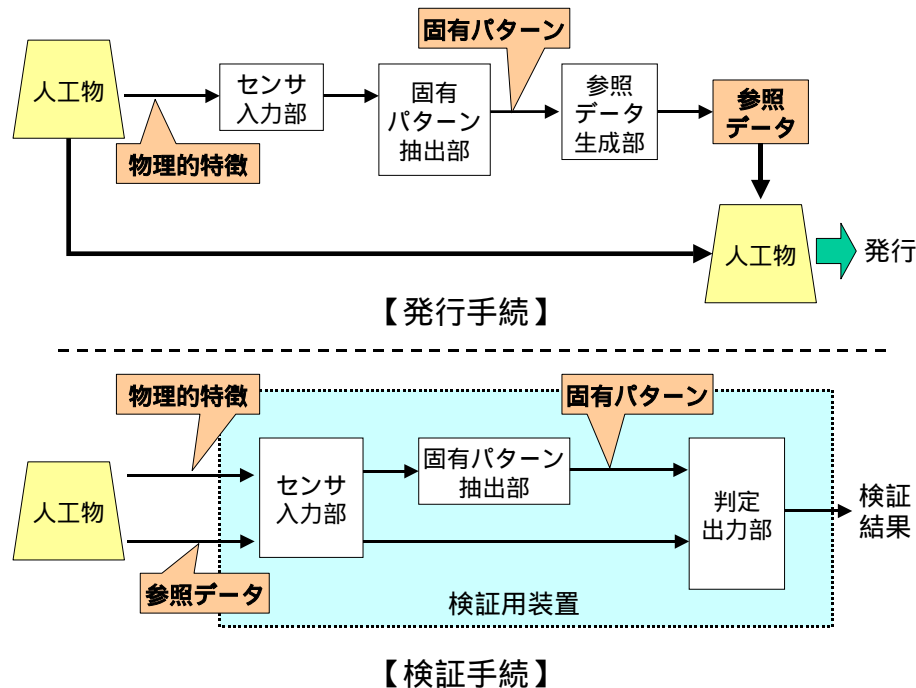 固有パターン
人工物
センサ
入力部
固有
パターン
抽出部
参照
データ
生成部
参照
データ
物理的特徴
人工物
発行
【発行手続】
物理的特徴
固有パターン
人工物
センサ
入力部
固有パターン
抽出部
判定
出力部
検証
結果
参照データ
検証用装置
【検証手続】